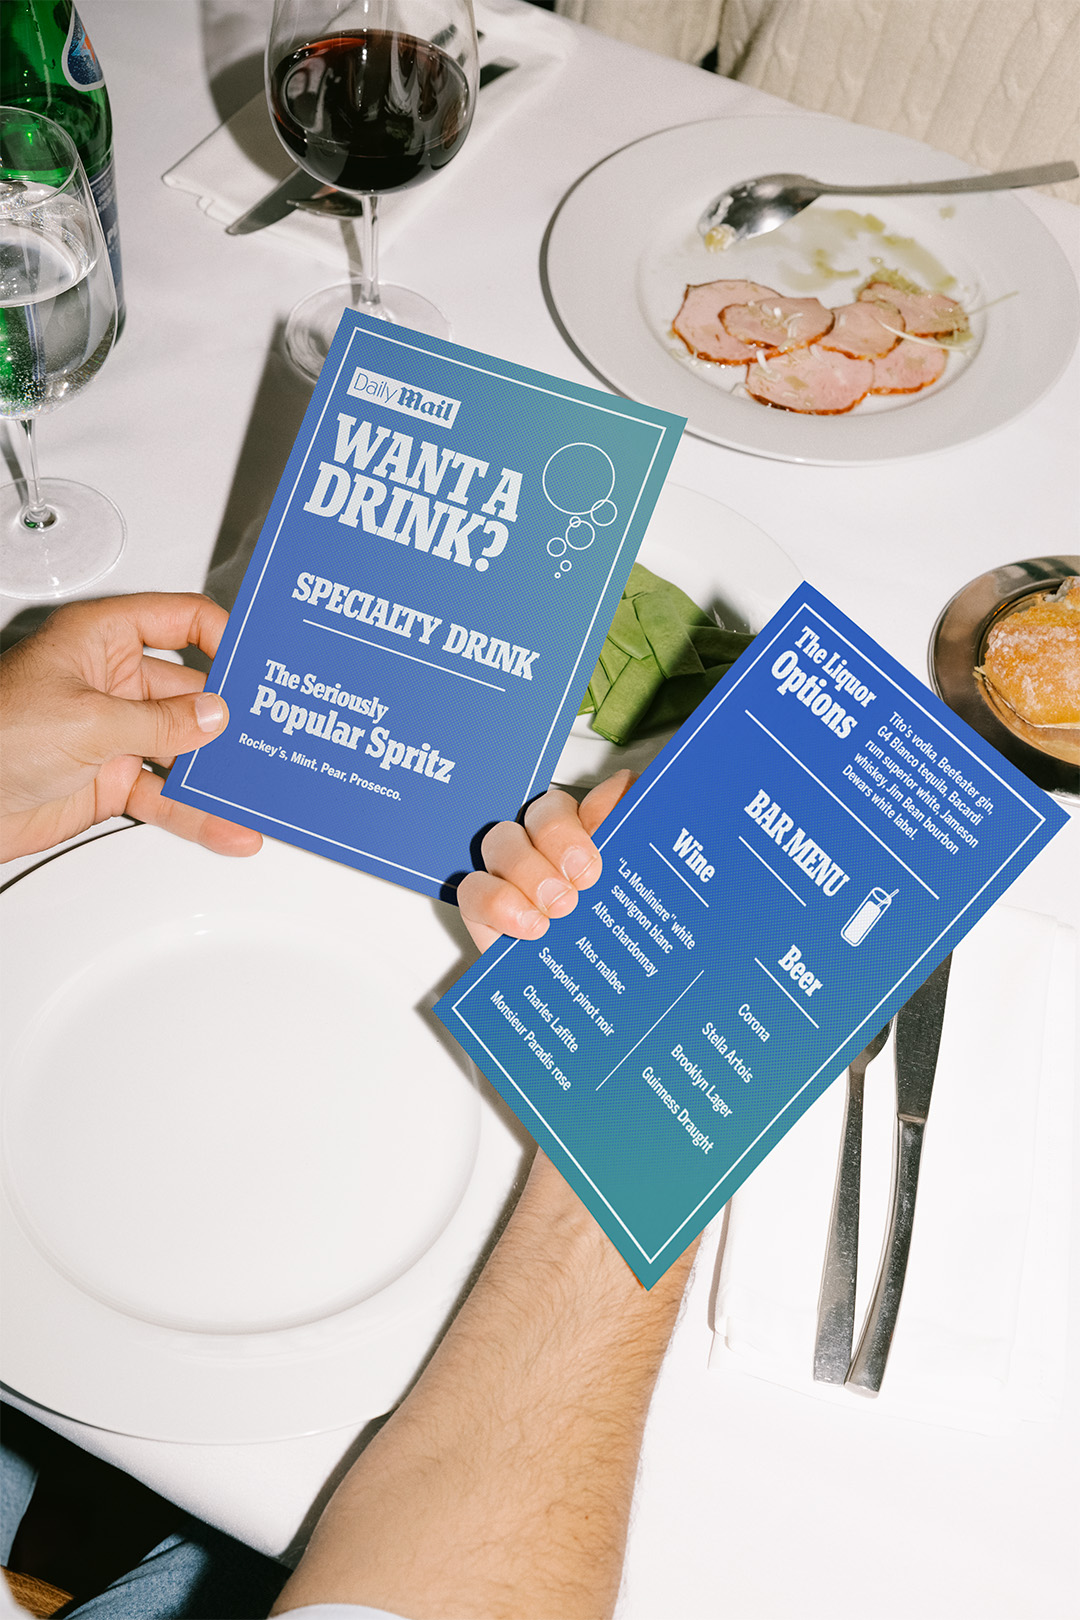 Daily Mail
WANT A
DRINK?
SPECIALTY DRINK
The Seriously
Popular Spritz
Rockey's, Mint, Pear, Prosecco.
The Liquor
Options
Tito's vodka, Beefeater gin,
G4 Blanco tequila, Bacardi
rum superior white, Jameson
whiskey, Jim Bean bourbon
Dewars white label.
BAR MENU
Wine
"La Mouliniere" white
sauvignon blanc
Altos chardonnay
Altos malbec
Sandpoint pinot noir
Charles Lafitte
Monsieur Paradis rose
Beer
Corona
Stella Artois
Brooklyn Lager
Guinness Draught